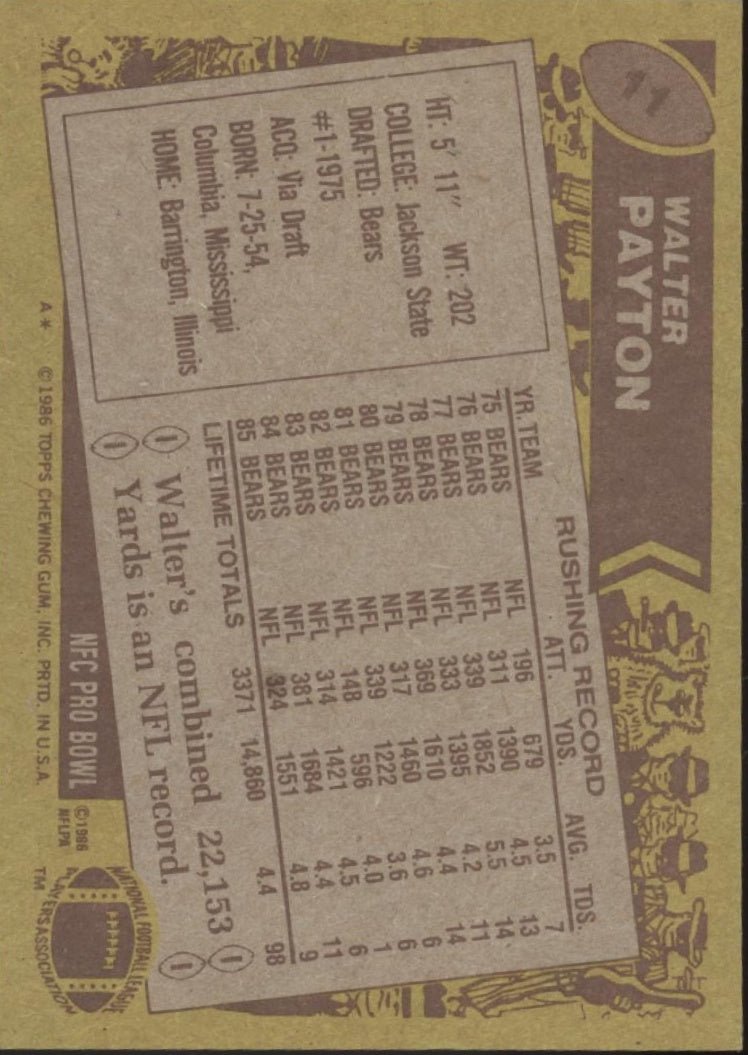 11
WALTER
PAYTON
HT: 5' 11" WT: 202
COLLEGE: Jackson State
DRAFTED: Bears
#1-1975
ACQ: Via Draft
BORN: 7-25-54,
Columbia, Mississippi
HOME: Barrington, Illinois
RUSHING RECORD
YR. TEAM ATT. YDS. AVG. TDS.
75 BEARS NFL 196 679 3.5 7
76 BEARS NFL 311 1390 4.5 13
77 BEARS NFL 339 1852 5.5 14
78 BEARS NFL 333 1395 4.2 11
79 BEARS NFL 369 1610 4.4 14
80 BEARS NFL 317 1460 4.6 6
81 BEARS NFL 339 1222 3.6 6
82 BEARS NFL 148 596 4.0 1
83 BEARS NFL 314 1421 4.5 6
84 BEARS NFL 381 1684 4.4 11
85 BEARS NFL 324 1551 4.8 9
LIFETIME TOTALS 3371 14,860 4.4 98
Walter's combined 22,153
Yards is an NFL record.
NFC PRO BOWL
A* ©1986 TOPPS CHEWING GUM, INC. PRTD. IN U.S.A.
©1986
NFLPA
NATIONAL FOOTBALL LEAGUE
PLAYERS ASSOCIATION
TM